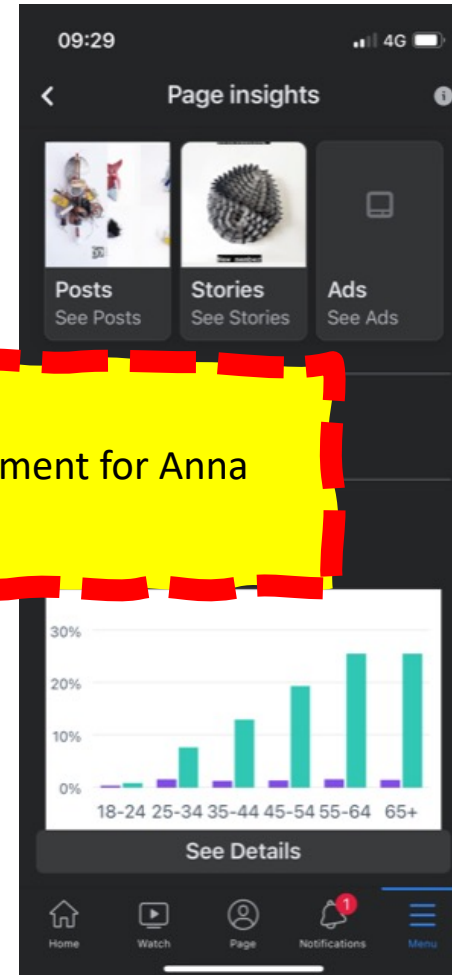 09:29
4G
Page insights
Posts
See Posts
Stories
See Stories
Ads
See Ads
ment for Anna
30%
20%
10%
0%
18-24 25-34 35-44 45-54 55-64 65+
See Details
1
Home Watch Page Notifications Menu